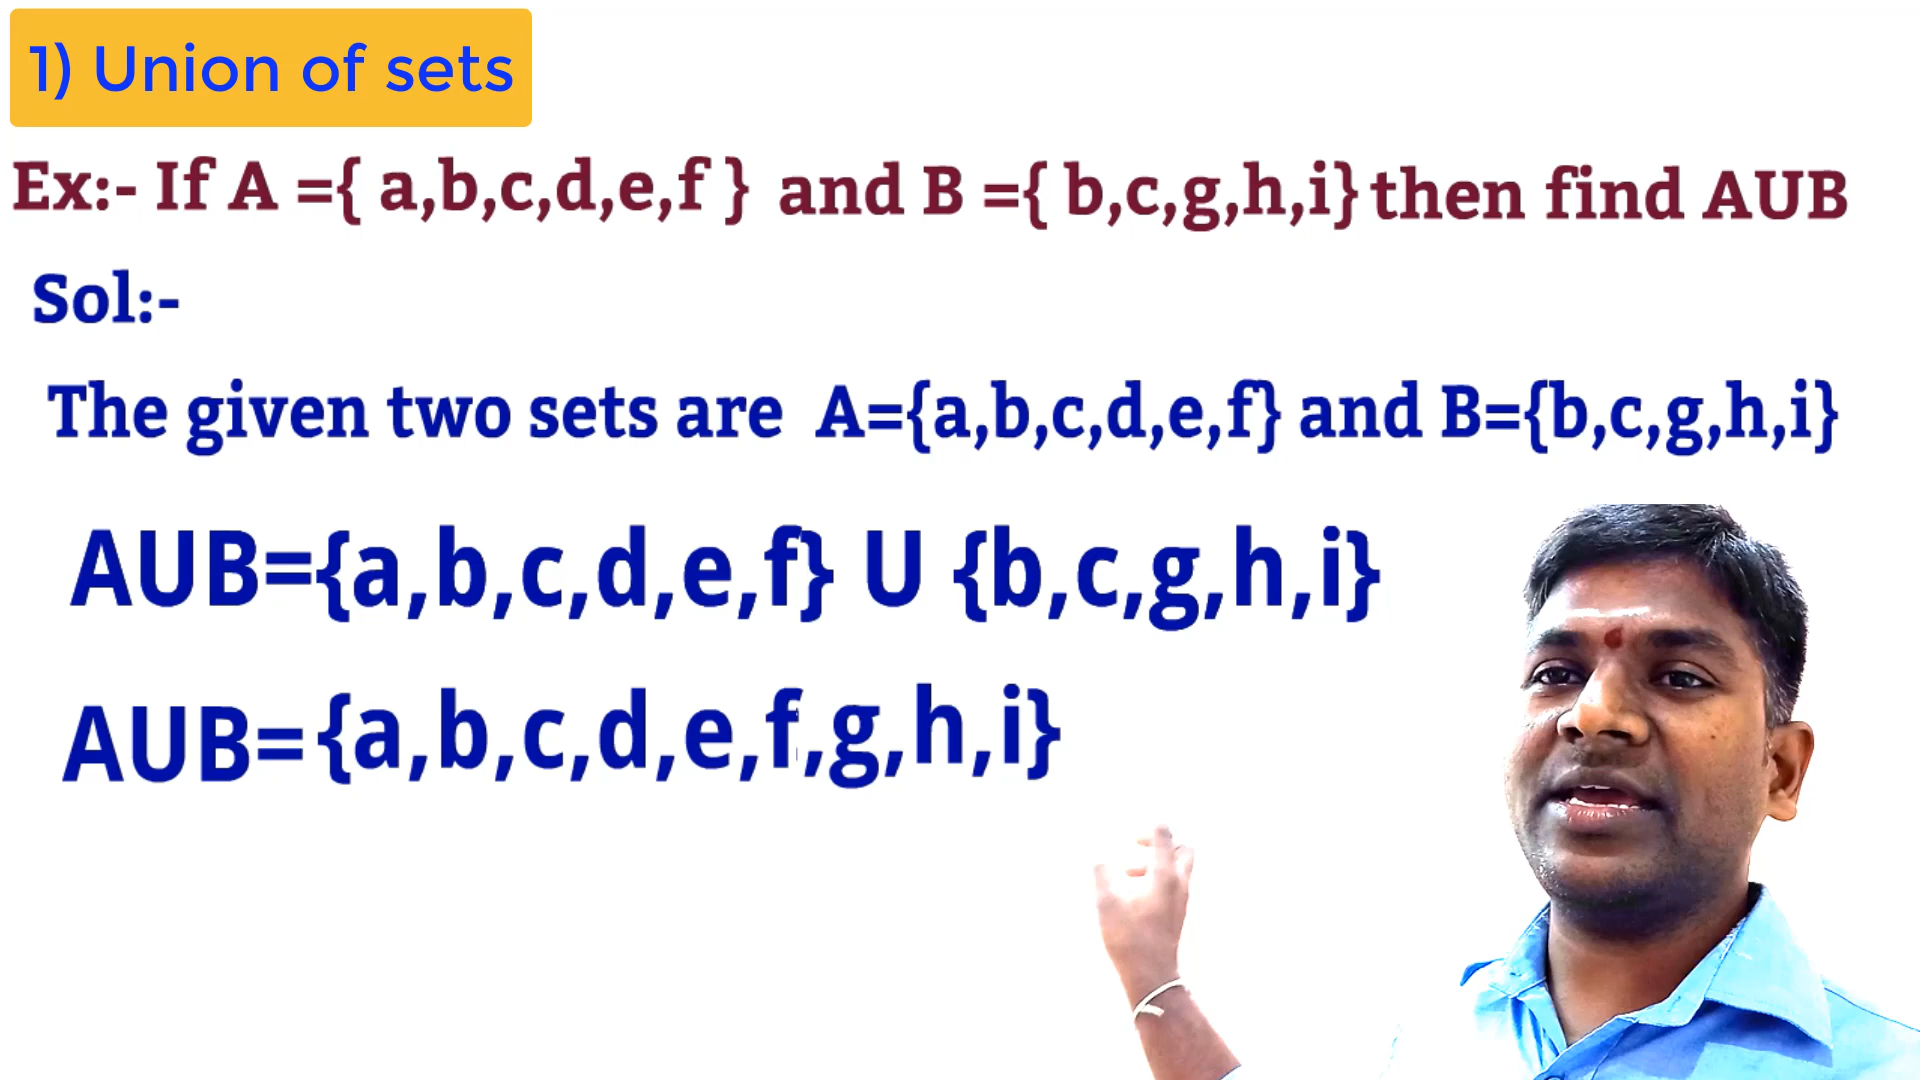 1) Union of sets
Ex:- If A ={ a,b,c,d,e,f } and B ={ b,c,g,h,i} then find AUB
Sol:-
The given two sets are A={a,b,c,d,e,f} and B={b,c,g,h,i}
AUB={a,b,c,d,e,f} U {b,c,g,h,i}
AUB={a,b,c,d,e,f,g,h,i}